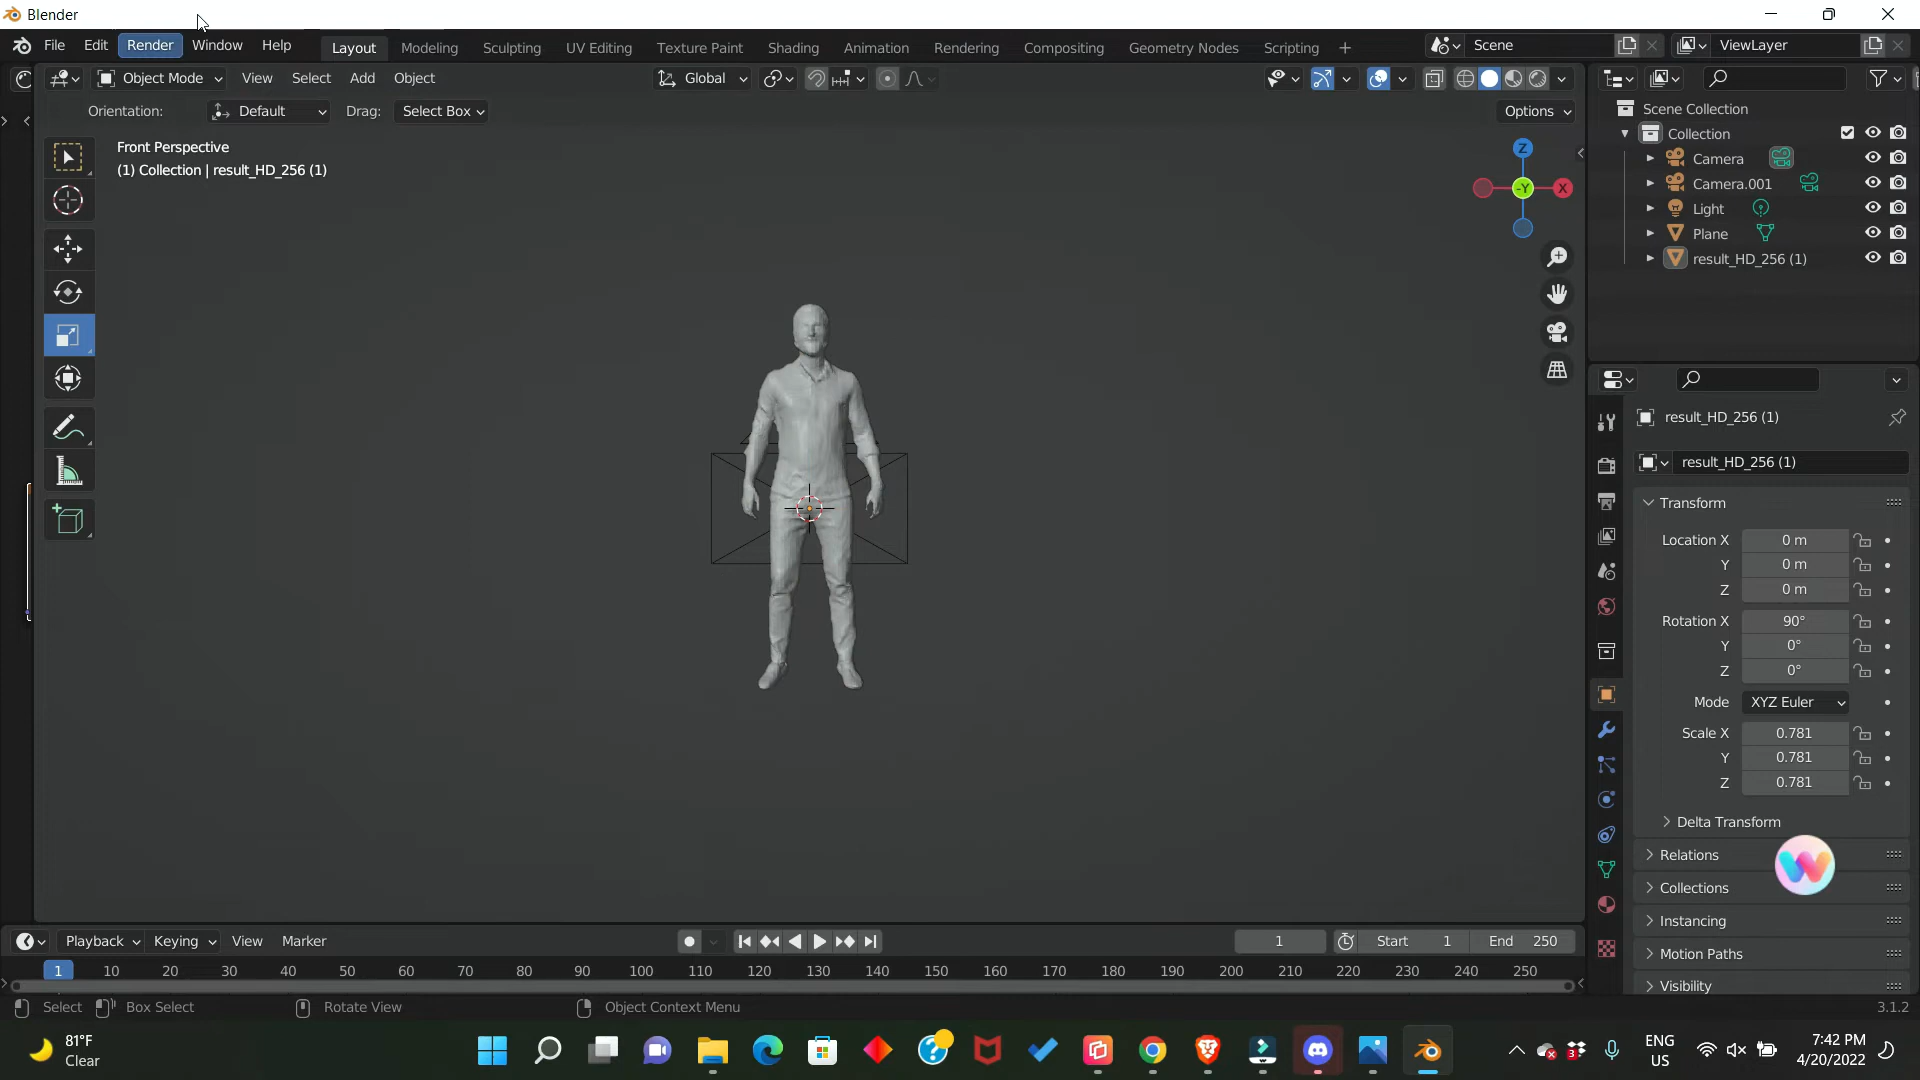 Blender
File Edit Render Window Help Layout Modeling Sculpting UV Editing Texture Paint Shading Animation Rendering Compositing Geometry Nodes Scripting + Scene ViewLayer
Object Mode View Select Add Object Global
Orientation: Default Drag: Select Box Options
Front Perspective
(1) Collection | result_HD_256 (1)
Z
-Y X
Scene Collection
Collection
Camera
Camera.001
Light
Plane
result_HD_256 (1)
result_HD_256 (1)
result_HD_256 (1)
Transform
Location X 0 m
Y 0 m
Z 0 m
Rotation X 90°
Y 0°
Z 0°
Mode XYZ Euler
Scale X 0.781
Y 0.781
Z 0.781
Delta Transform
Relations
Collections
Instancing
Motion Paths
Visibility
Playback Keying View Marker 1 Start 1 End 250
1 10 20 30 40 50 60 70 80 90 100 110 120 130 140 150 160 170 180 190 200 210 220 230 240 250
Select Box Select Rotate View Object Context Menu 3.1.2
81°F
Clear
3
ENG
US
7:42 PM
4/20/2022